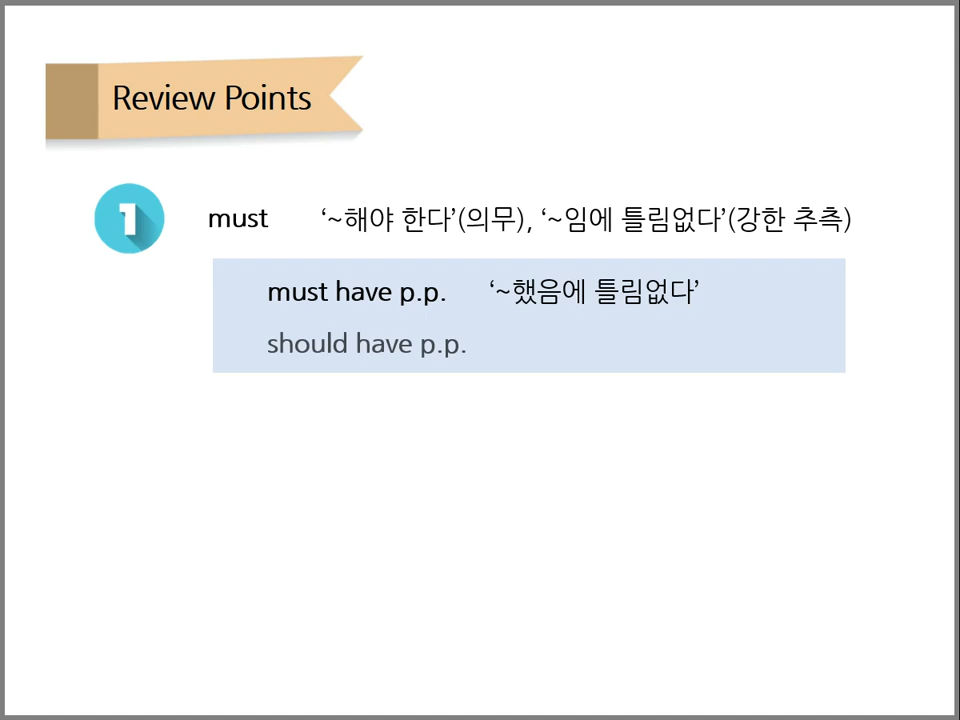 Review Points
1 must ‘~해야 한다’(의무), ‘~임에 틀림없다’(강한 추측)
must have p.p. ‘~했음에 틀림없다’
should have p.p.